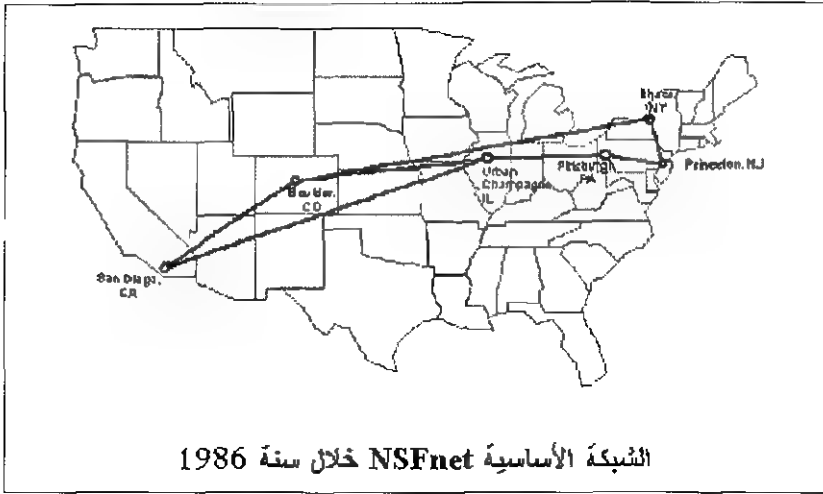 Ithaca,
NY
Boulder,
CO
Urban
Champagne,
IL
Pittsburgh,
PA
Princeton, NJ
San Diego,
CA
الشبكة الأساسية NSFnet خلال سنة 1986